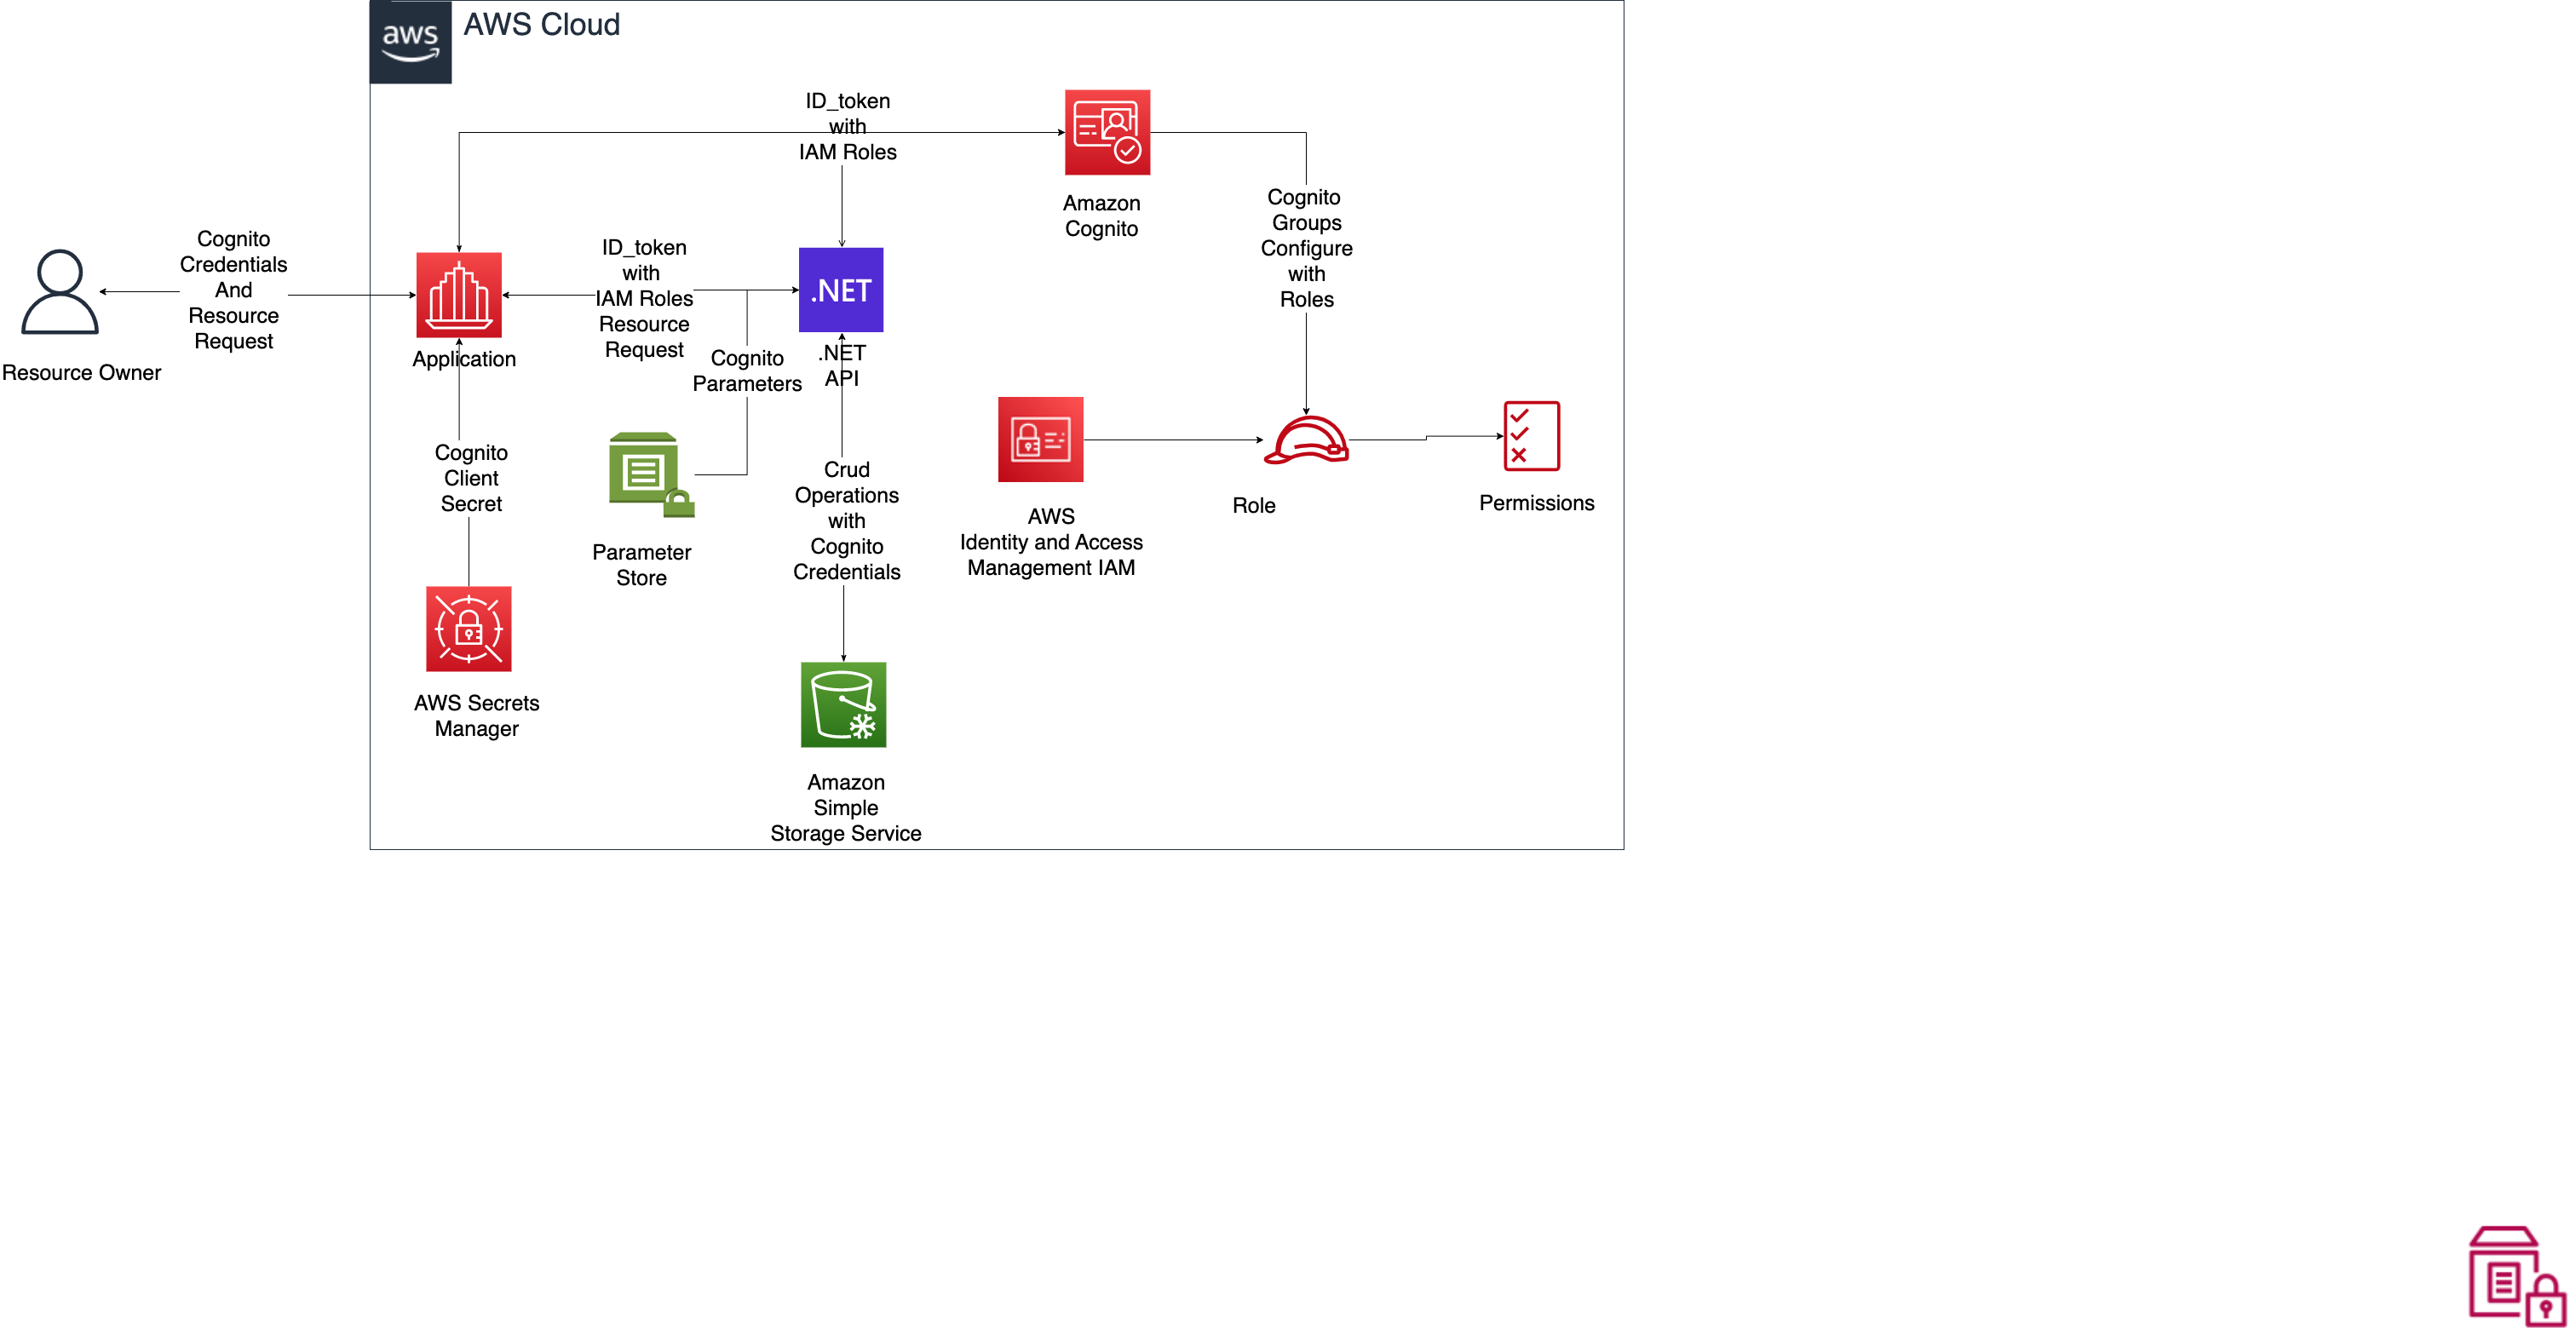 aws
AWS Cloud
ID_token
with
IAM Roles
Amazon
Cognito
Cognito
Groups
Configure
with
Roles
Cognito
Credentials
And
Resource
Request
Resource Owner
Application
ID_token
with
IAM Roles
Resource
Request
.NET
.NET
API
Cognito
Parameters
Cognito
Client
Secret
Parameter
Store
Crud
Operations
with
Cognito
Credentials
AWS
Identity and Access
Management IAM
Role
Permissions
AWS Secrets
Manager
Amazon
Simple
Storage Service